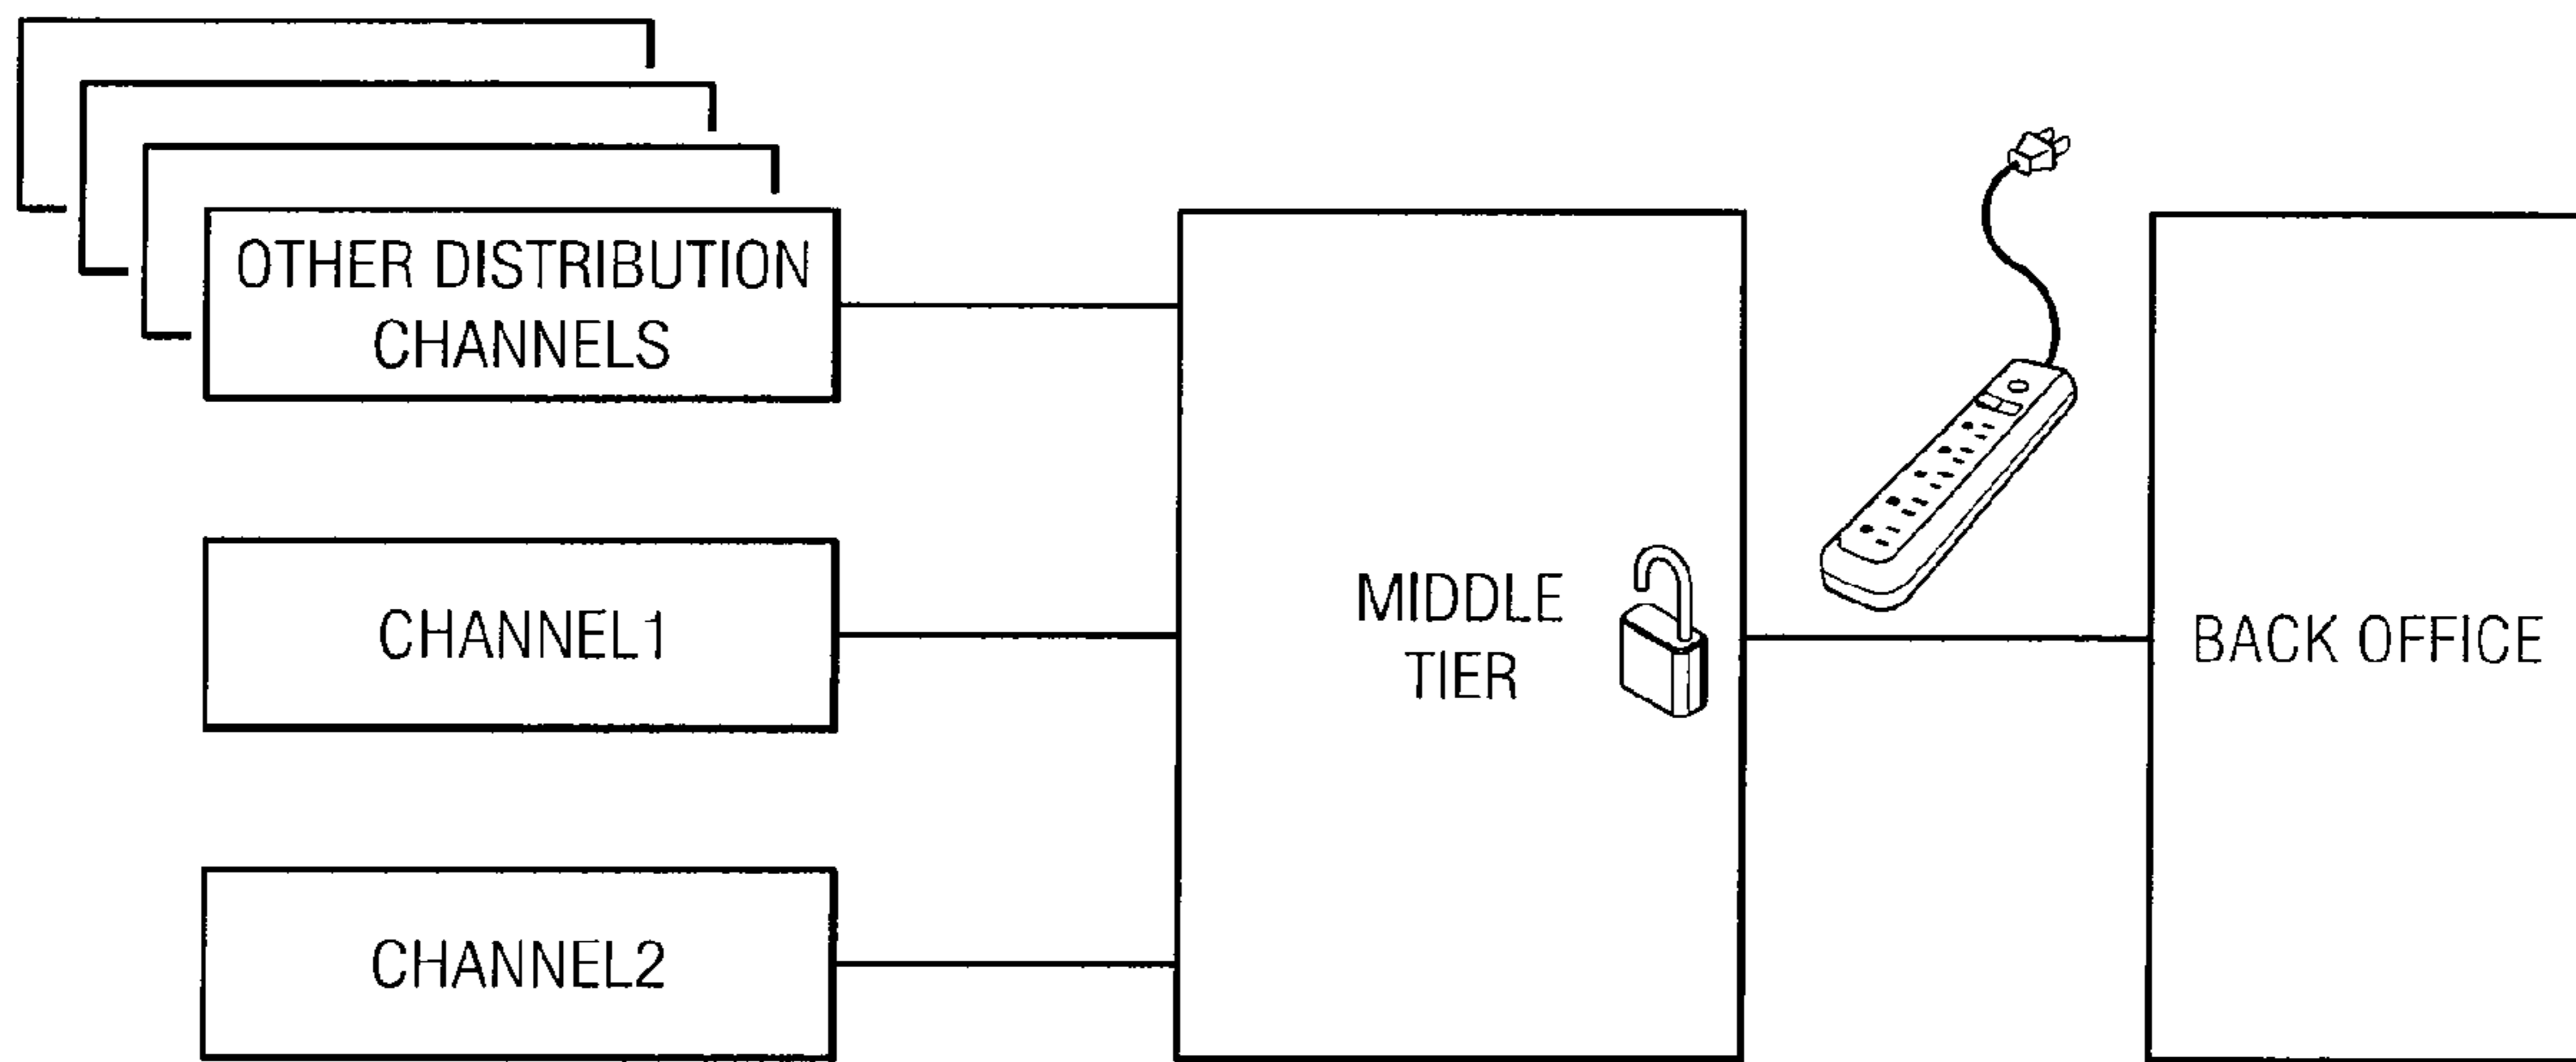 OTHER DISTRIBUTION
CHANNELS
CHANNEL1
CHANNEL2
MIDDLE
TIER
BACK OFFICE